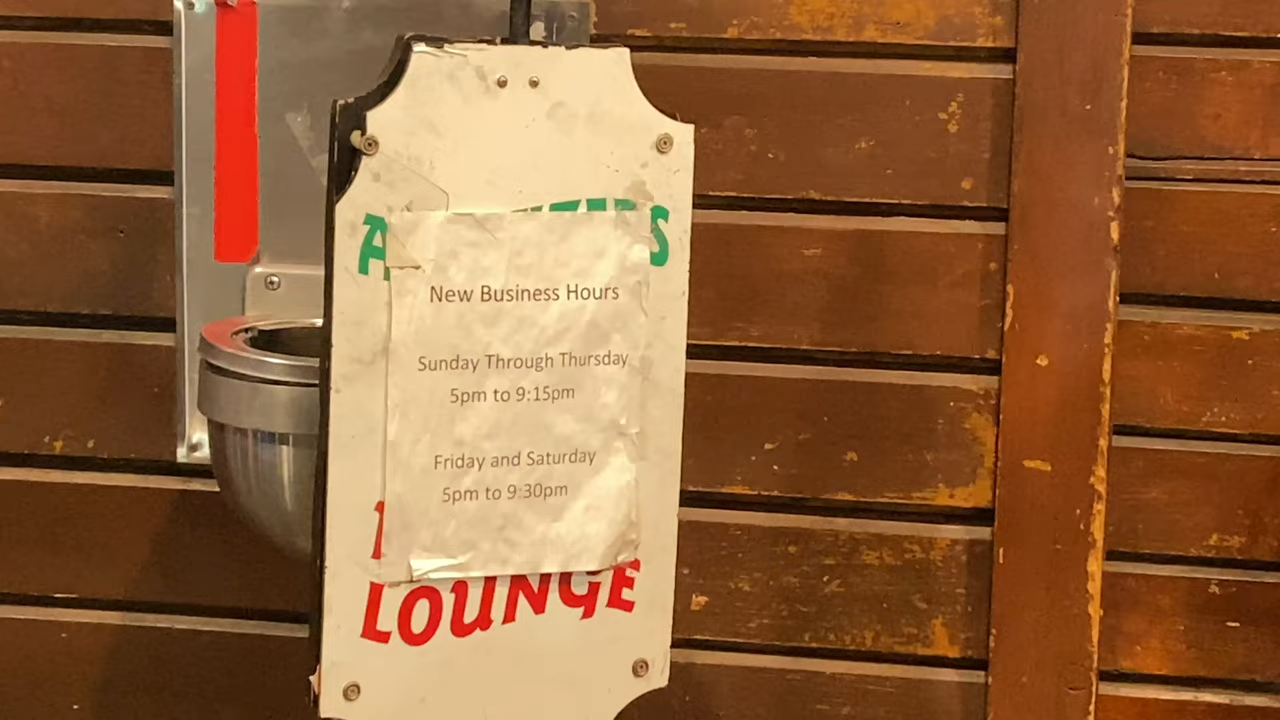 New Business Hours
Sunday Through Thursday
5pm to 9:15pm
Friday and Saturday
5pm to 9:30pm
LOUNGE